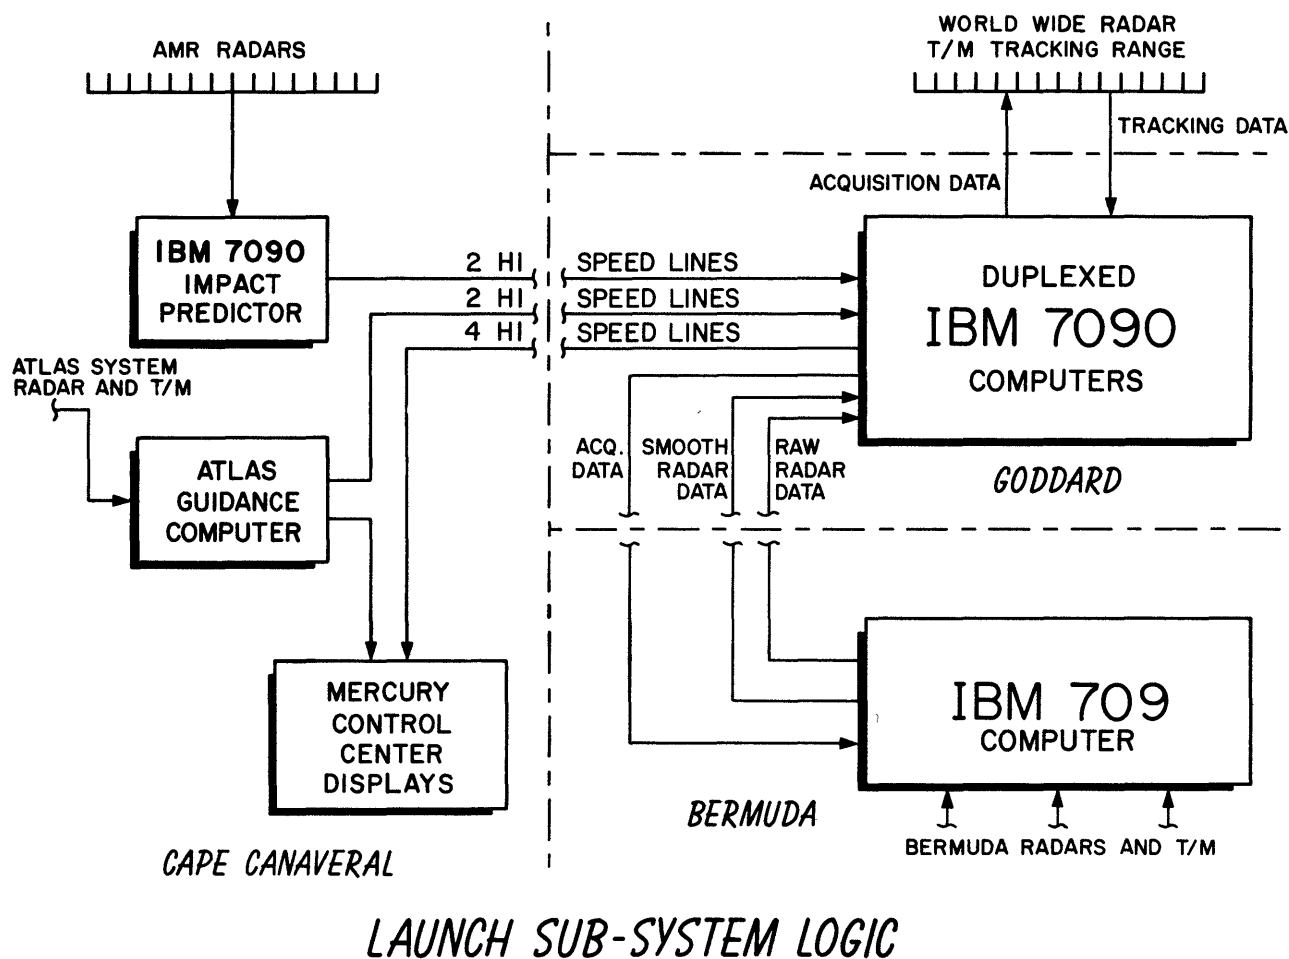 AMR RADARS
WORLD WIDE RADAR
T/M TRACKING RANGE
TRACKING DATA
ACQUISITION DATA
IBM 7090
IMPACT
PREDICTOR
2 HI SPEED LINES
2 HI SPEED LINES
4 HI SPEED LINES
DUPLEXED
IBM 7090
COMPUTERS
ATLAS SYSTEM
RADAR AND T/M
ATLAS
GUIDANCE
COMPUTER
ACQ.
DATA
SMOOTH
RADAR
DATA
RAW
RADAR
DATA
GODDARD
MERCURY
CONTROL
CENTER
DISPLAYS
IBM 709
COMPUTER
BERMUDA
BERMUDA RADARS AND T/M
CAPE CANAVERAL
LAUNCH SUB-SYSTEM LOGIC